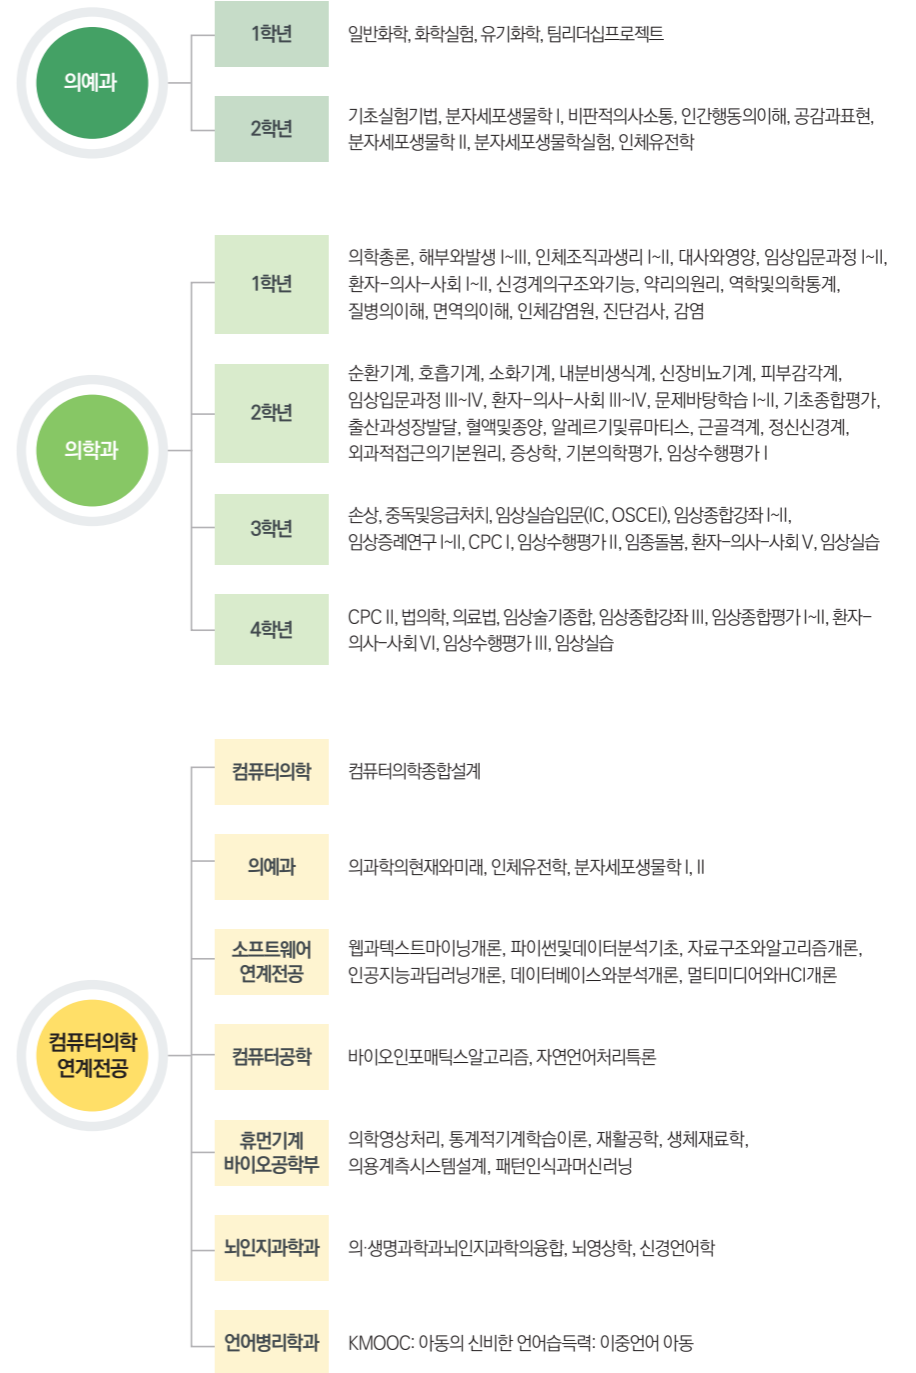 의예과
1학년
일반화학, 화학실험, 유기화학, 팀리더십프로젝트
2학년
기초실험기법, 분자세포생물학 I, 비판적의사소통, 인간행동의이해, 공감과표현,
분자세포생물학 II, 분자세포생물학실험, 인체유전학
의학과
1학년
의학총론, 해부와발생 I~III, 인체조직과생리 I~II, 대사와영양, 임상입문과정 I~II,
환자-의사-사회 I~II, 신경계의구조와기능, 약리의원리, 역학및의학통계,
질병의이해, 면역의이해, 인체감염원, 진단검사, 감염
2학년
순환기계, 호흡기계, 소화기계, 내분비생식계, 신장비뇨기계, 피부감각계,
임상입문과정 III~IV, 환자-의사-사회 III~IV, 문제바탕학습 I~II, 기초종합평가,
출산과성장발달, 혈액및종양, 알레르기및류마티스, 근골격계, 정신신경계,
외과적접근의기본원리, 증상학, 기본의학평가, 임상수행평가 I
3학년
손상, 중독및응급처치, 임상실습입문(IC, OSCEI), 임상종합강좌 I~II,
임상증례연구 I~II, CPC I, 임상수행평가 II, 임종돌봄, 환자-의사-사회 V, 임상실습
4학년
CPC II, 법의학, 의료법, 임상술기종합, 임상종합강좌 III, 임상종합평가 I~II, 환자-
의사-사회 VI, 임상수행평가 III, 임상실습
컴퓨터의학
연계전공
컴퓨터의학
컴퓨터의학종합설계
의예과
의과학의현재와미래, 인체유전학, 분자세포생물학 I, II
소프트웨어
연계전공
웹과텍스트마이닝개론, 파이썬및데이터분석기초, 자료구조와알고리즘개론,
인공지능과딥러닝개론, 데이터베이스와분석개론, 멀티미디어와HCI개론
컴퓨터공학
바이오인포매틱스알고리즘, 자연언어처리특론
휴먼기계
바이오공학부
의학영상처리, 통계적기계학습이론, 재활공학, 생체재료학,
의용계측시스템설계, 패턴인식과머신러닝
뇌인지과학과
의·생명과학과뇌인지과학의융합, 뇌영상학, 신경언어학
언어병리학과
KMOOC: 아동의 신비한 언어습득력: 이중언어 아동